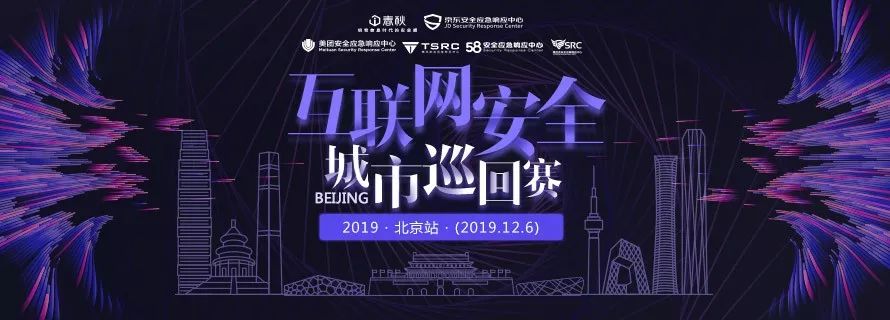 春秋
京东安全应急响应中心
JD Security Response Center
美团安全应急响应中心
Meituan Security Response Center
TSRC
58安全应急响应中心
Security Response Center
SRC
互联网安全
城市巡回赛
BEIJING
2019 · 北京站 · (2019.12.6)